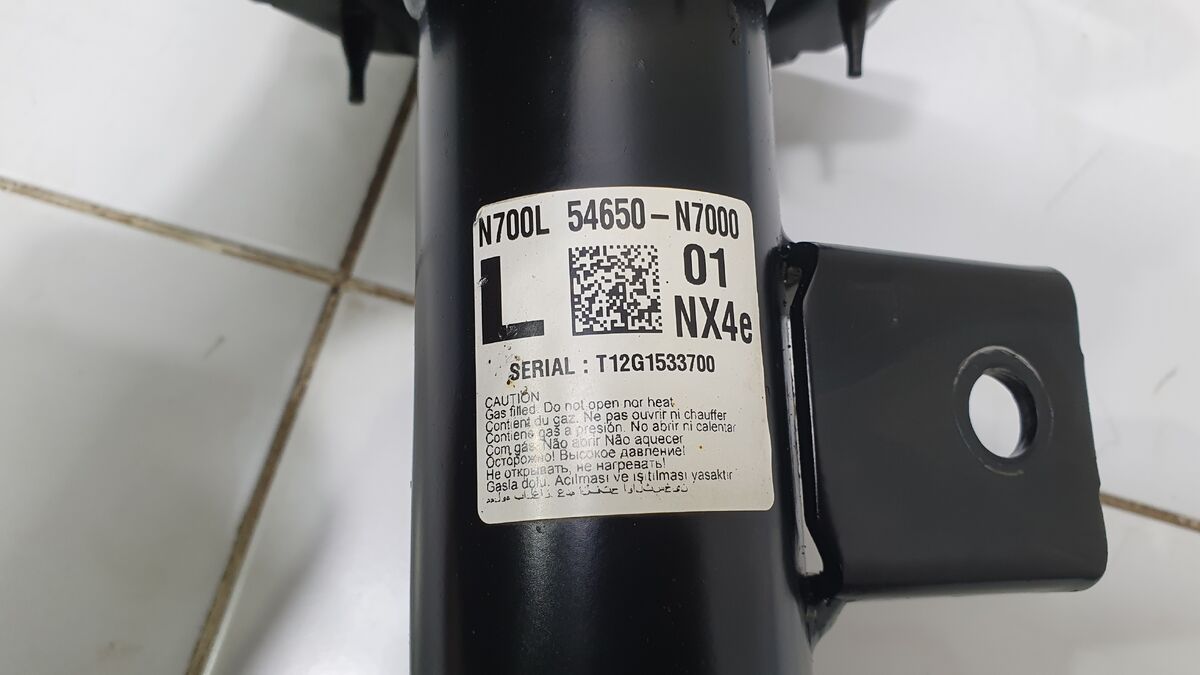 N700L 54650-N7000
L
01
NX4e
SERIAL : T12G1533700
CAUTION
Gas filled. Do not open nor heat
Contient du gaz. Ne pas ouvrir ni chauffer
Contiene gas a presión. No abrir ni calentar
Com gás. Não abrir Não aquecer
Осторожно! Высокое давление!
Не открывать, не нагревать!
Gasla dolu. Açılması ve ısıtılması yasaktır